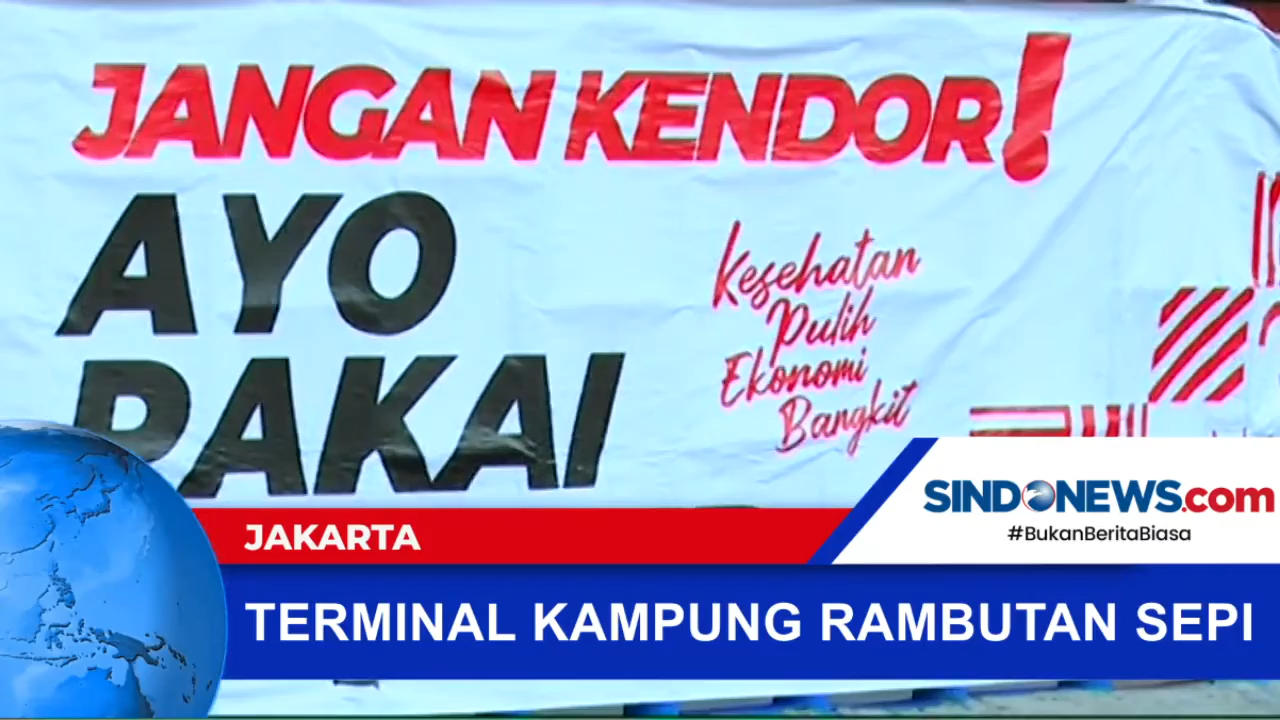 JANGAN KENDOR!
AYO
PAKAI
Kesehatan
Pulih
Ekonomi
Bangkit
JAKARTA
SINDONEWS.com
#BukanBeritaBiasa
TERMINAL KAMPUNG RAMBUTAN SEPI